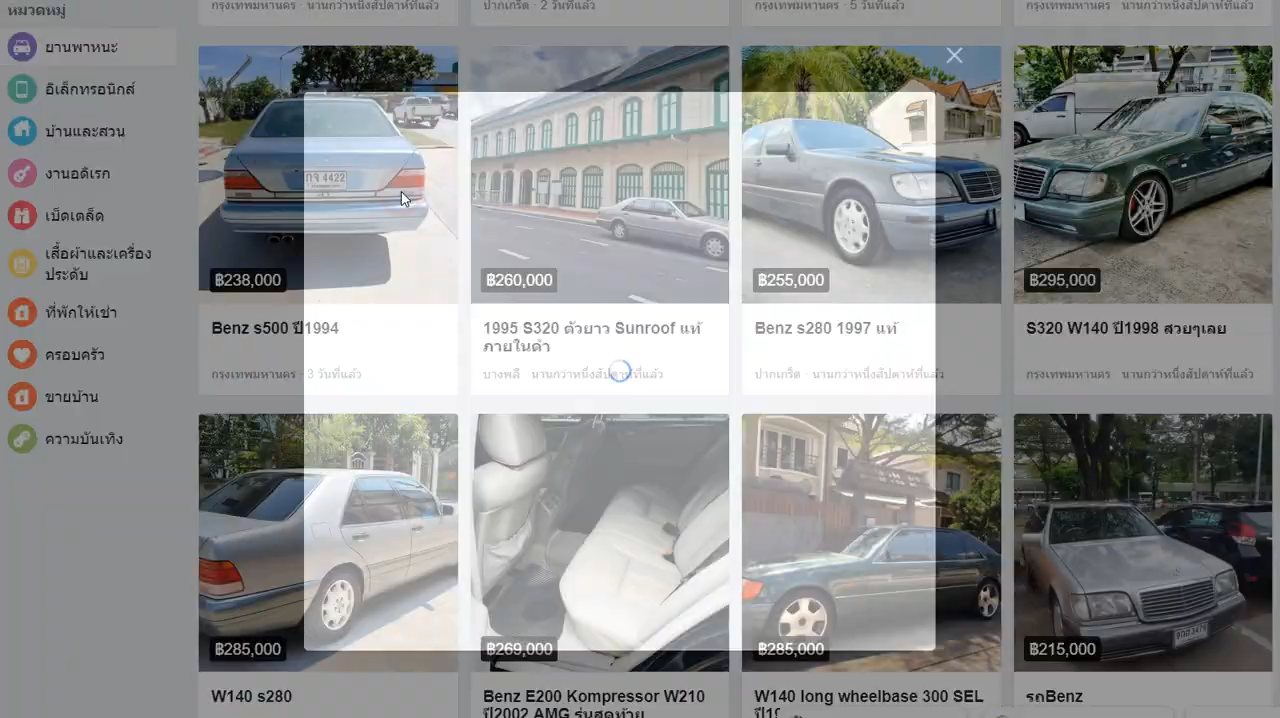 หมวดหมู่
ยานพาหนะ
อิเล็กทรอนิกส์
บ้านและสวน
งานอดิเรก
เบ็ดเตล็ด
เสื้อผ้าและเครื่อง
ประดับ
ที่พักให้เช่า
ครอบครัว
ขายบ้าน
ความบันเทิง
กรุงเทพมหานคร · นานกว่าหนึ่งสัปดาห์ที่แล้ว
ปากเกร็ด · 2 วันที่แล้ว
กรุงเทพมหานคร · 5 วันที่แล้ว
กรุงเทพมหานคร · นานกว่าหนึ่งสัปดาห์ที่แล้ว
4422
฿238,000
Benz s500 ปี1994
กรุงเทพมหานคร · 3 วันที่แล้ว
฿260,000
1995 S320 ตัวยาว Sunroof แท้
ภายในดำ
บางพลี · นานกว่าหนึ่งสัปดาห์ที่แล้ว
฿255,000
Benz s280 1997 แท้
ปากเกร็ด · นานกว่าหนึ่งสัปดาห์ที่แล้ว
฿295,000
S320 W140 ปี1998 สวยๆเลย
กรุงเทพมหานคร · นานกว่าหนึ่งสัปดาห์ที่แล้ว
฿285,000
W140 s280
฿269,000
Benz E200 Kompressor W210
ปี2002 AMG รุ่นสุดท้าย
฿285,000
W140 long wheelbase 300 SEL
฿215,000
รถBenz